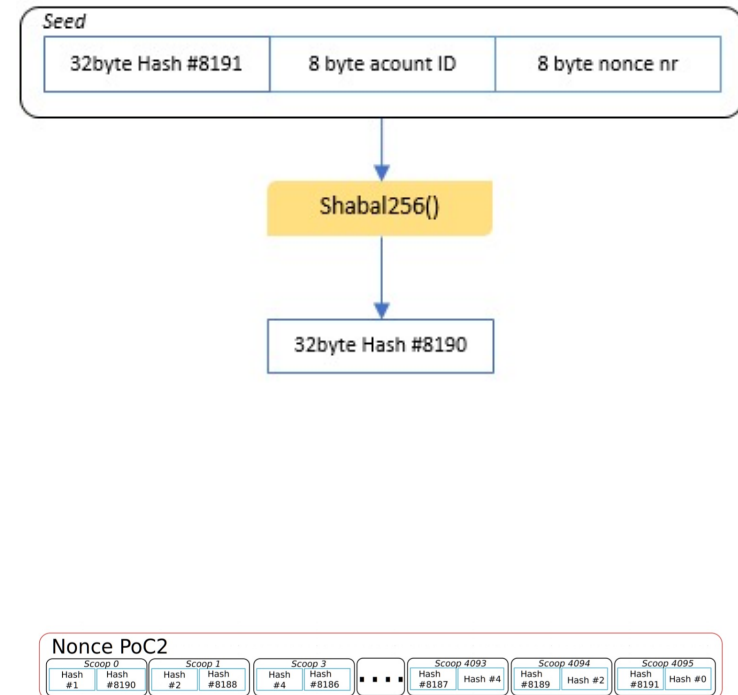 Seed
32byte Hash #8191 8 byte acount ID 8 byte nonce nr
Shabal256()
32byte Hash #8190
Nonce PoC2
Scoop 0 Scoop 1 Scoop 3 Scoop 4093 Scoop 4094 Scoop 4095
Hash Hash Hash Hash Hash Hash Hash Hash #4 Hash Hash #2 Hash Hash #0
#1 #8190 #2 #8188 #4 #8186 .... #8187 #8189 #8191